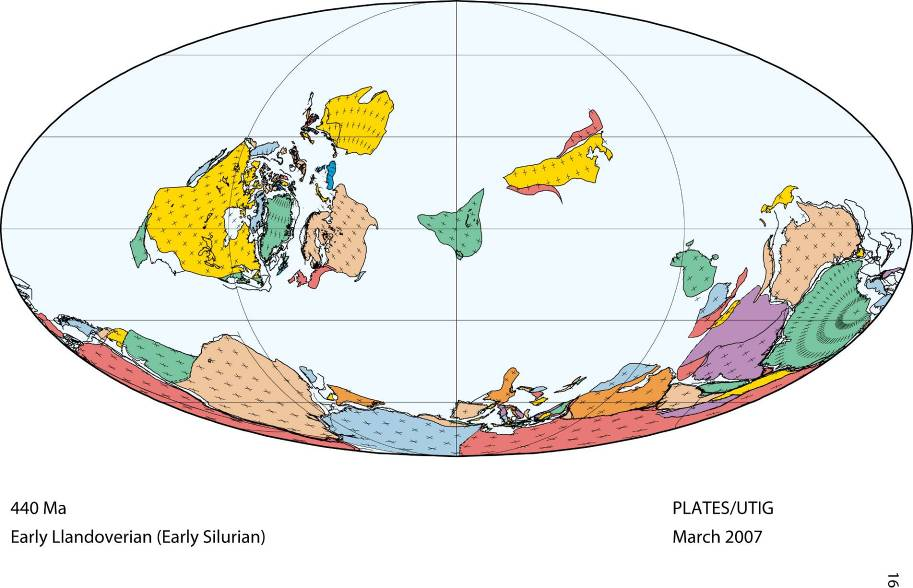 440 Ma
Early Llandoverian (Early Silurian)
PLATES/UTIG
March 2007
16